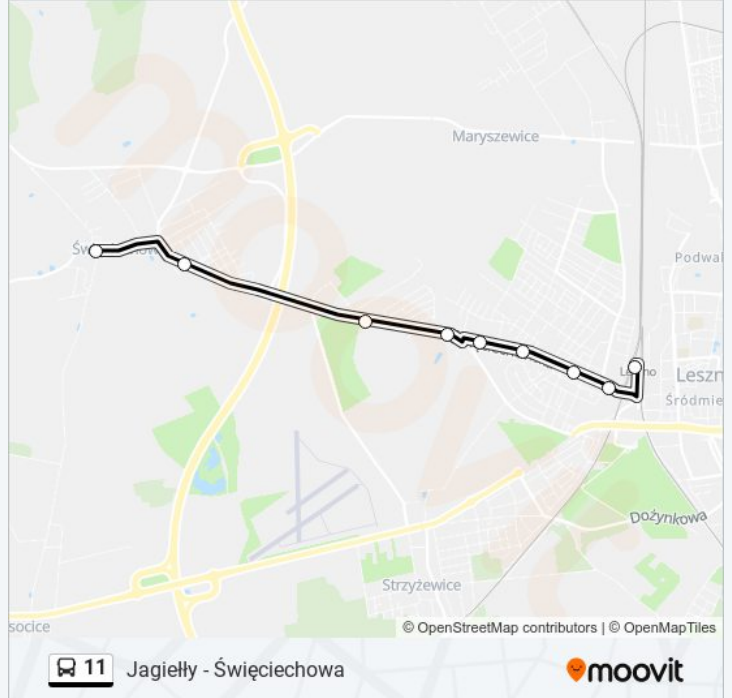 Maryszewice
Podwal
Leszn
Śródmie
Dożynkowa
Strzyżewice
socice
© OpenStreetMap contributors | © OpenMapTiles
11 Jagiełły - Święciechowa
moovit